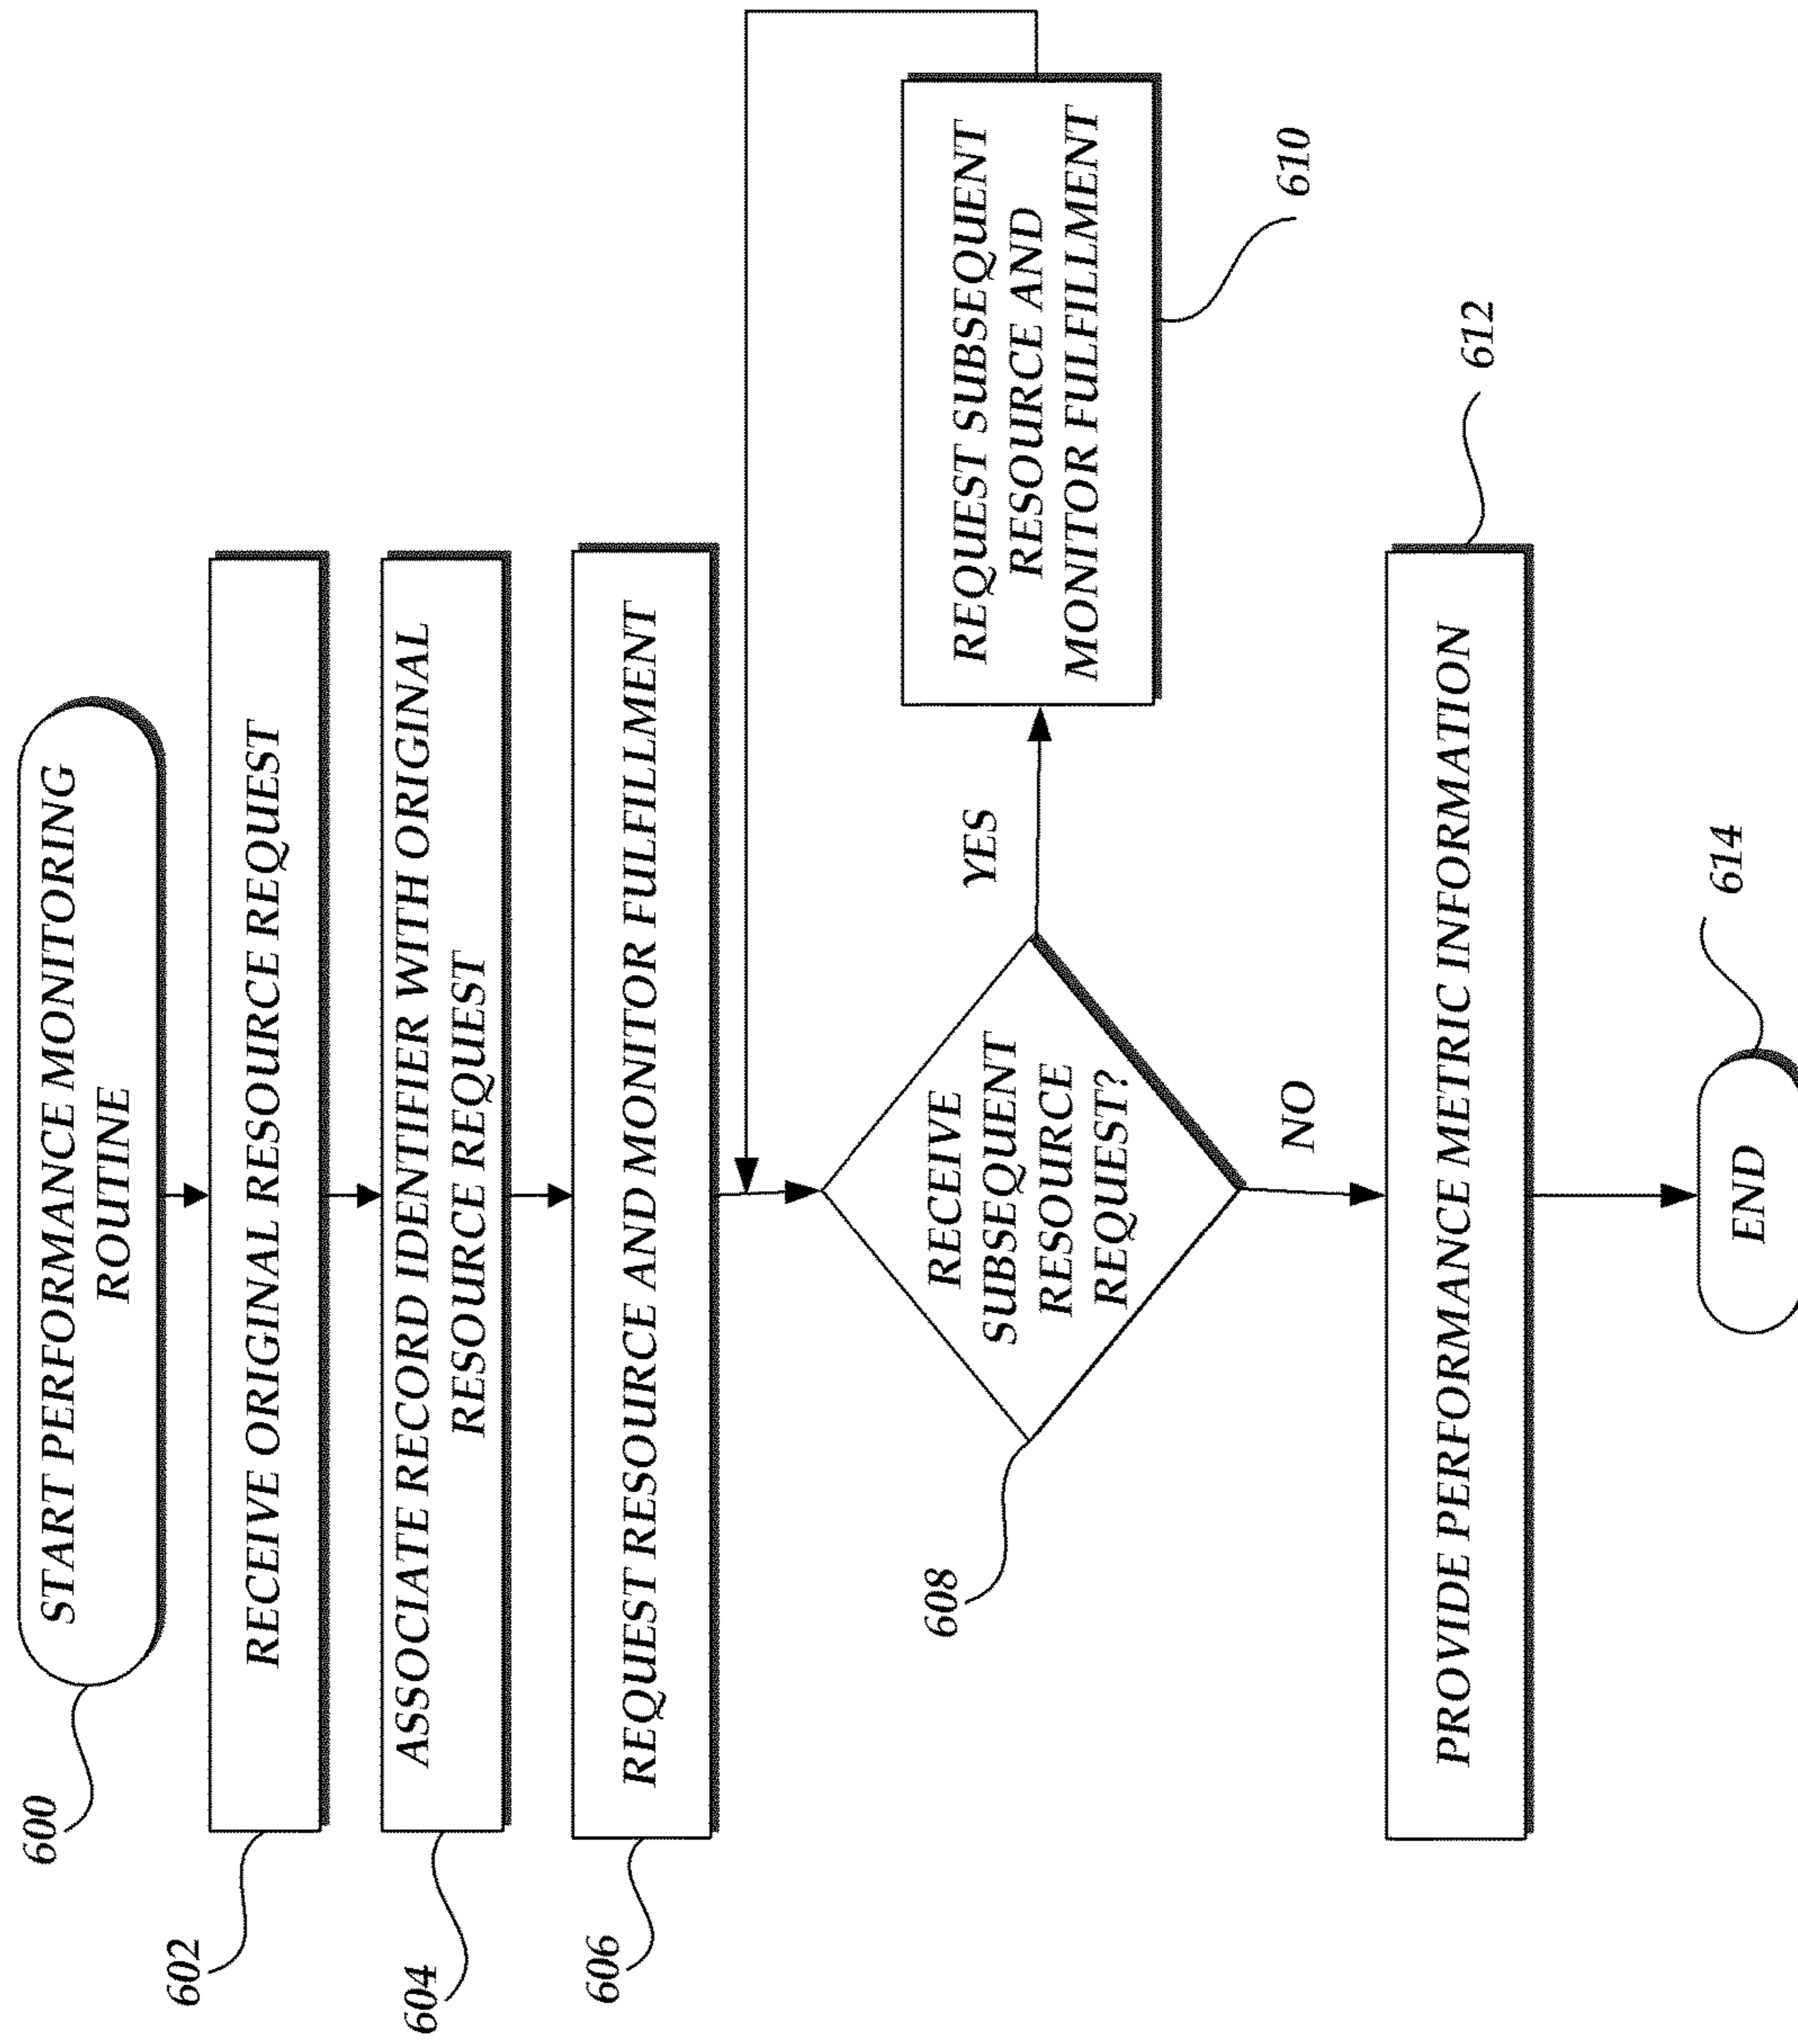 600
START PERFORMANCE MONITORING
ROUTINE
602
RECEIVE ORIGINAL RESOURCE REQUEST
604
ASSOCIATE RECORD IDENTIFIER WITH ORIGINAL
RESOURCE REQUEST
606
REQUEST RESOURCE AND MONITOR FULFILLMENT
608
RECEIVE
SUBSEQUENT
RESOURCE
REQUEST?
YES
REQUEST SUBSEQUENT
RESOURCE AND
MONITOR FULFILLMENT
610
NO
PROVIDE PERFORMANCE METRIC INFORMATION
612
END
614